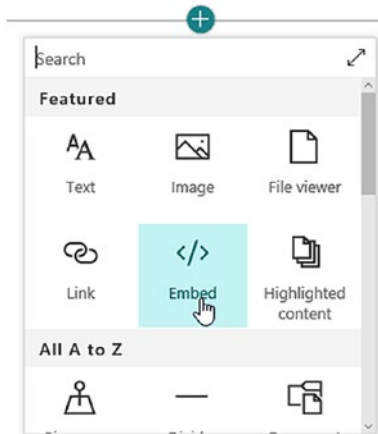 Search
Featured
Text Image File viewer
Link Embed Highlighted
content
All A to Z